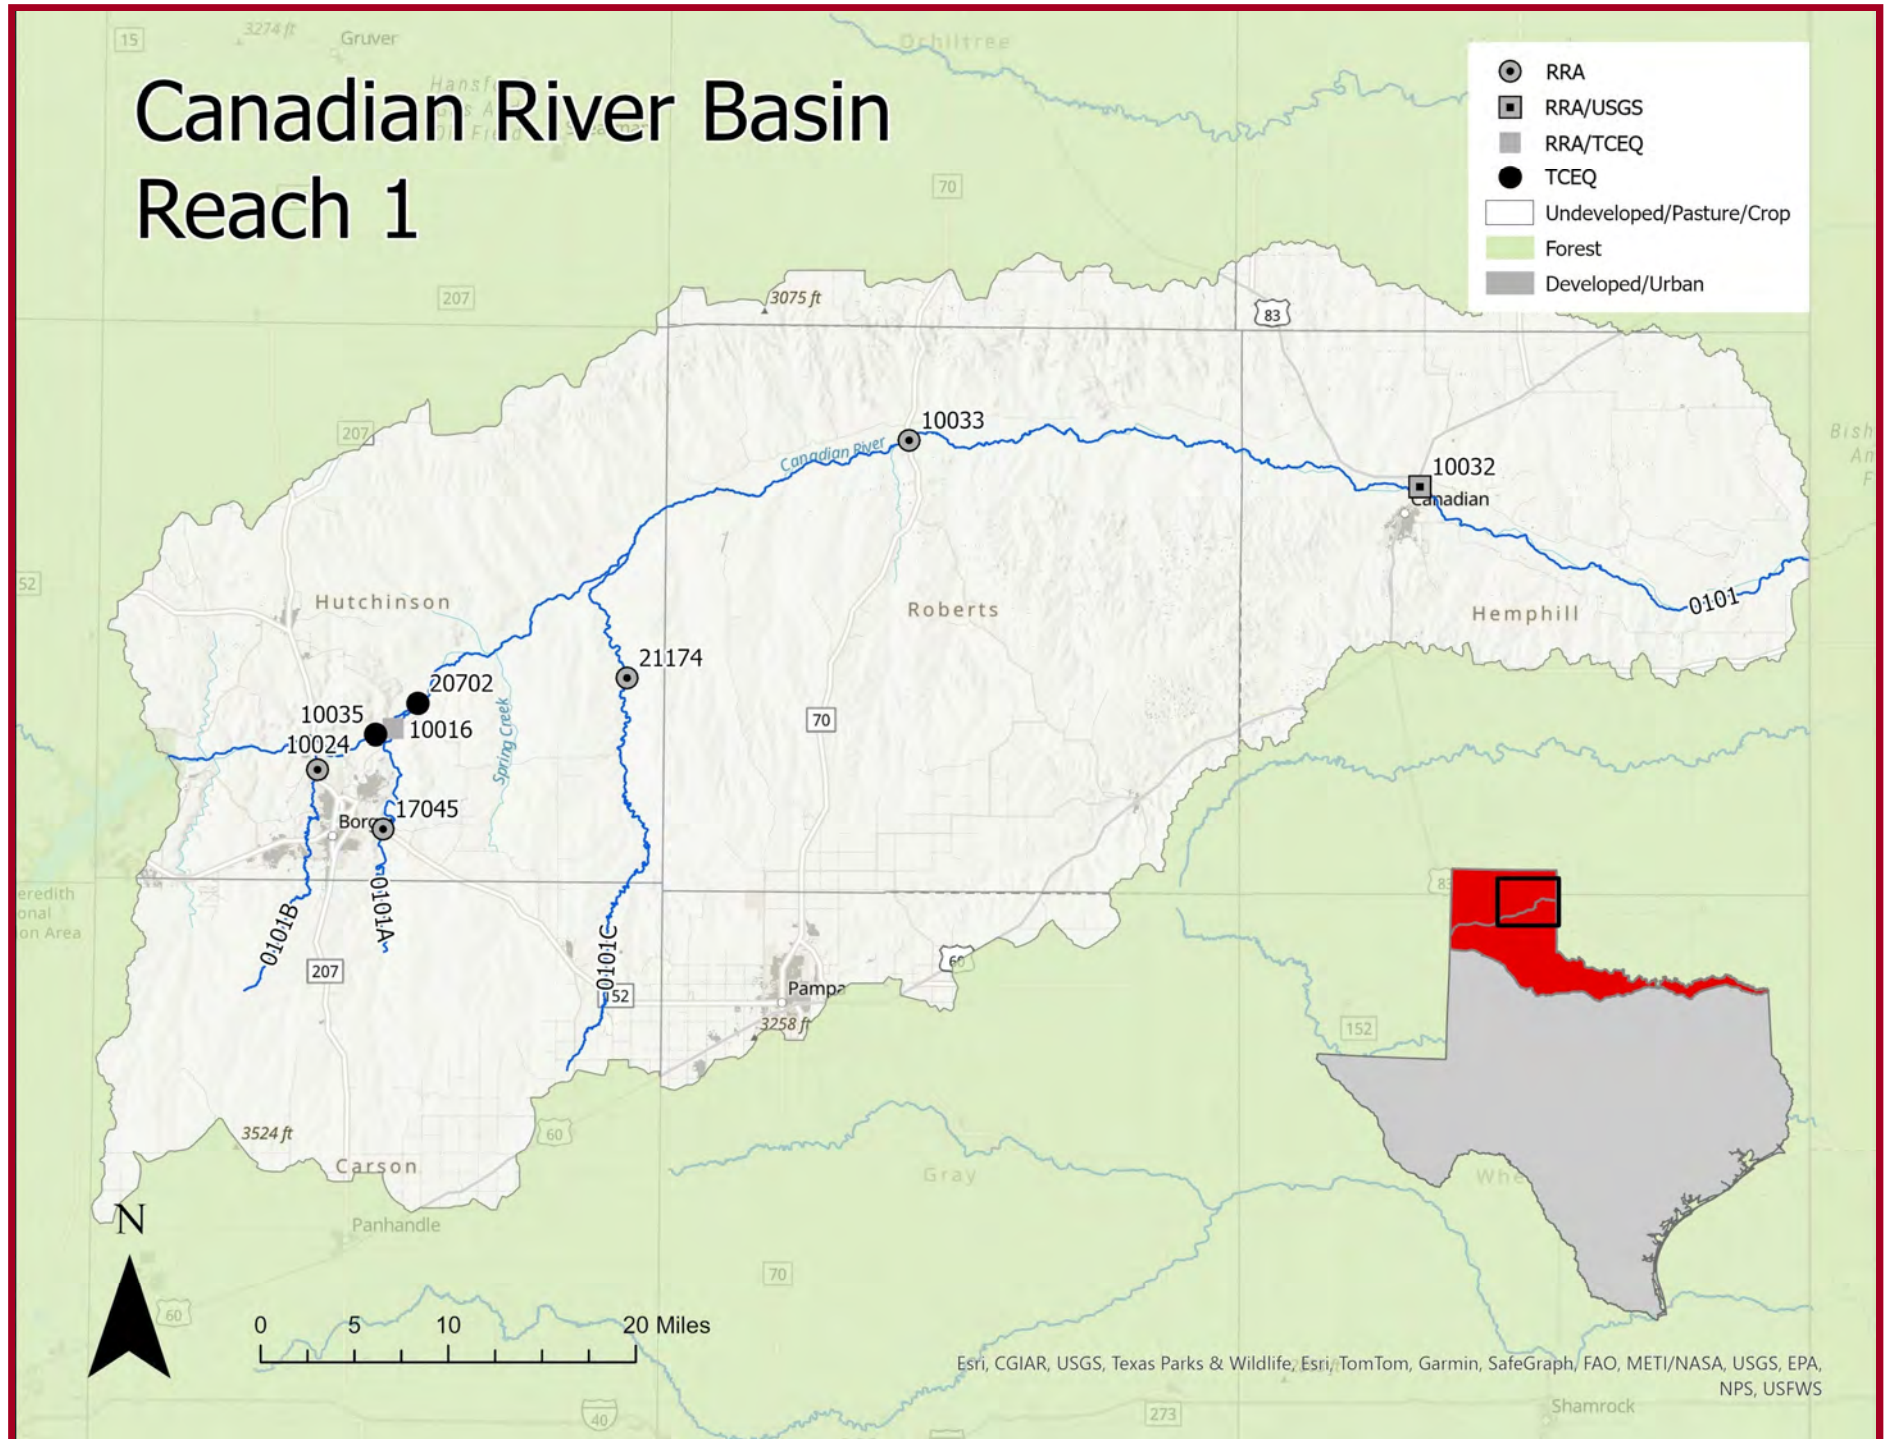 15
3274 ft
Gruver
Ochiltree
Canadian River Basin
Reach 1
RRA
RRA/USGS
RRA/TCEQ
TCEQ
Undeveloped/Pasture/Crop
Forest
Developed/Urban
70
207
3075 ft
83
207
10033
Canadian River
10032
Canadian
52
Hutchinson
Roberts
Hemphill
0101
21174
20702
10035
10016
10024
Spring Creek
70
17045
0101B
0101A
0101C
207
52
60
Pampa
3258 ft
83
152
3524 ft
60
Carson
Gray
Panhandle
N
70
60
0 5 10 20 Miles
Esri, CGIAR, USGS, Texas Parks & Wildlife, Esri, TomTom, Garmin, SafeGraph, FAO, METI/NASA, USGS, EPA,
NPS, USFWS
40
273
Shamrock